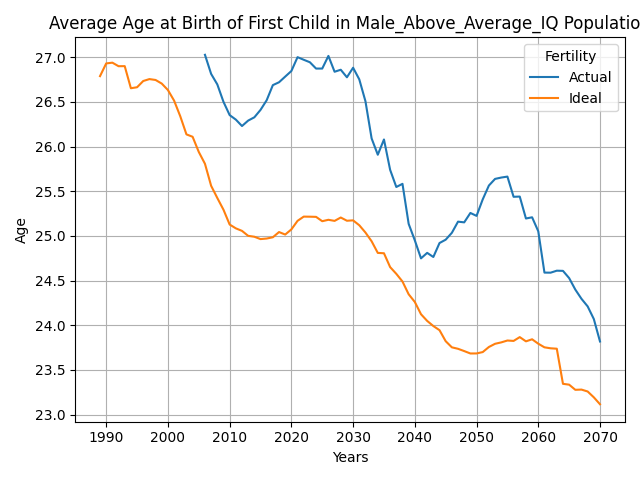 Average Age at Birth of First Child in Male_Above_Average_IQ Populatio
27.0
26.5
26.0
25.5
25.0
24.5
24.0
23.5
23.0
Age
Fertility
Actual
Ideal
1990 2000 2010 2020 2030 2040 2050 2060 2070
Years